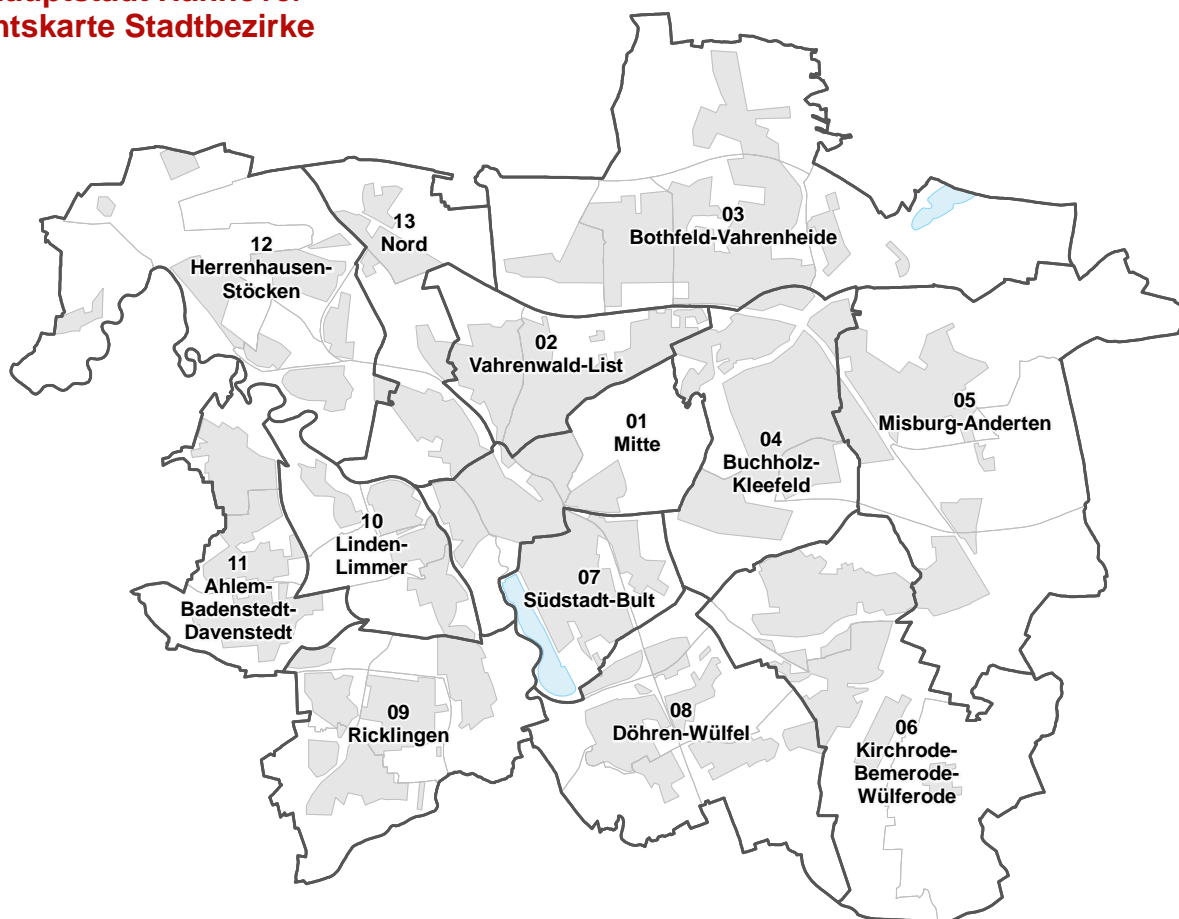 Stadtbezirke
03
Bothfeld-Vahrenheide
13
Nord
12
Herrenhausen-
Stöcken
02
Vahrenwald-List
01
Mitte
04
Buchholz-
Kleefeld
05
Misburg-Anderten
10
Linden-
Limmer
11
Ahlem-
Badenstedt-
Davenstedt
07
Südstadt-Bult
09
Ricklingen
08
Döhren-Wülfel
06
Kirchrode-
Bemerode-
Wülferode